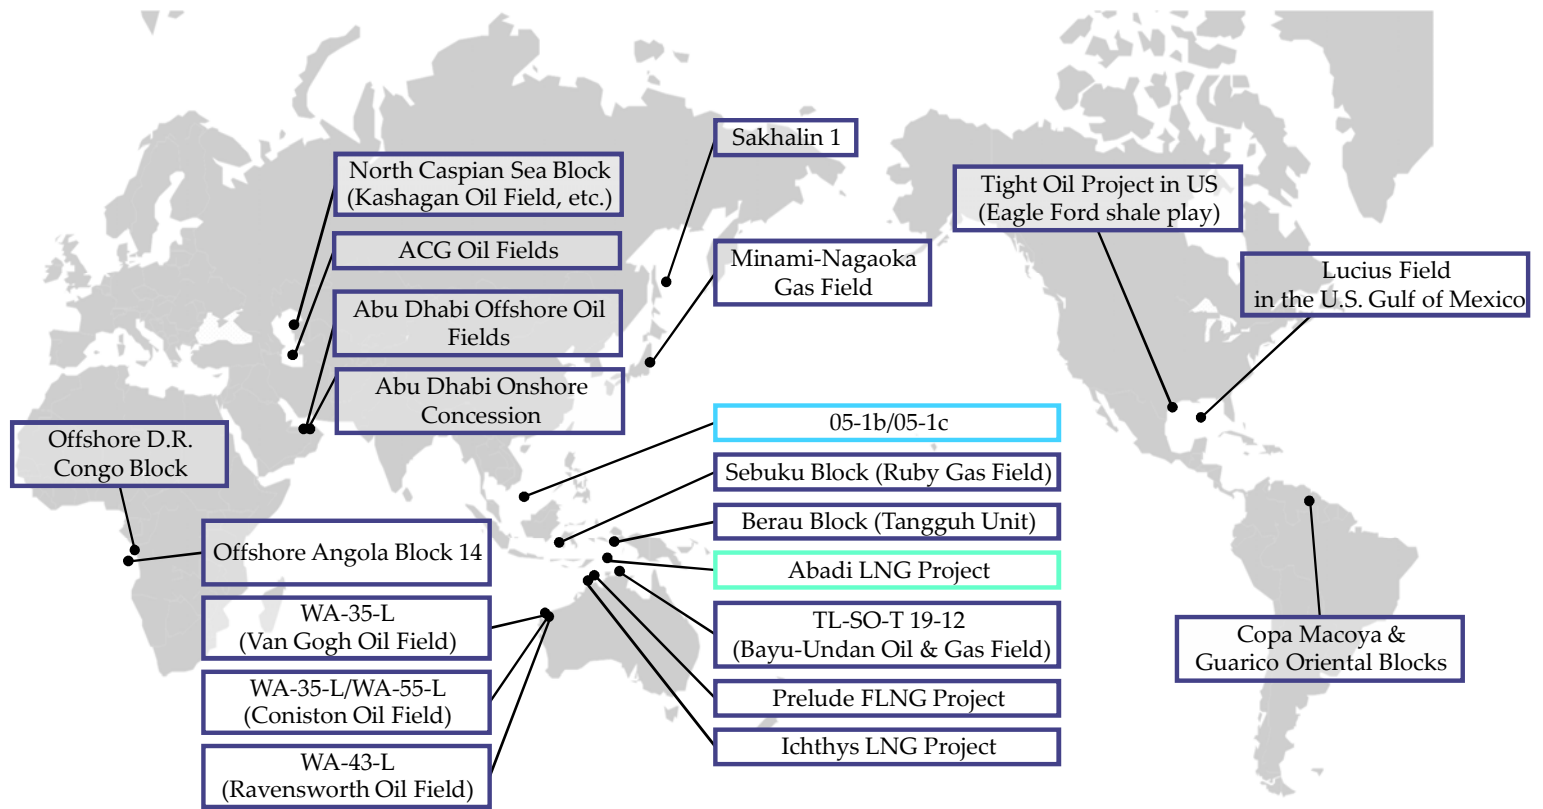 Sakhalin 1
North Caspian Sea Block
(Kashagan Oil Field, etc.)
Tight Oil Project in US
(Eagle Ford shale play)
ACG Oil Fields
Minami-Nagaoka
Gas Field
Lucius Field
in the U.S. Gulf of Mexico
Abu Dhabi Offshore Oil
Fields
Abu Dhabi Onshore
Concession
05-1b/05-1c
Offshore D.R.
Congo Block
Sebuku Block (Ruby Gas Field)
Berau Block (Tangguh Unit)
Offshore Angola Block 14
Abadi LNG Project
WA-35-L
(Van Gogh Oil Field)
TL-SO-T 19-12
(Bayu-Undan Oil & Gas Field)
Copa Macoya &
Guarico Oriental Blocks
WA-35-L/WA-55-L
(Coniston Oil Field)
Prelude FLNG Project
Ichthys LNG Project
WA-43-L
(Ravensworth Oil Field)